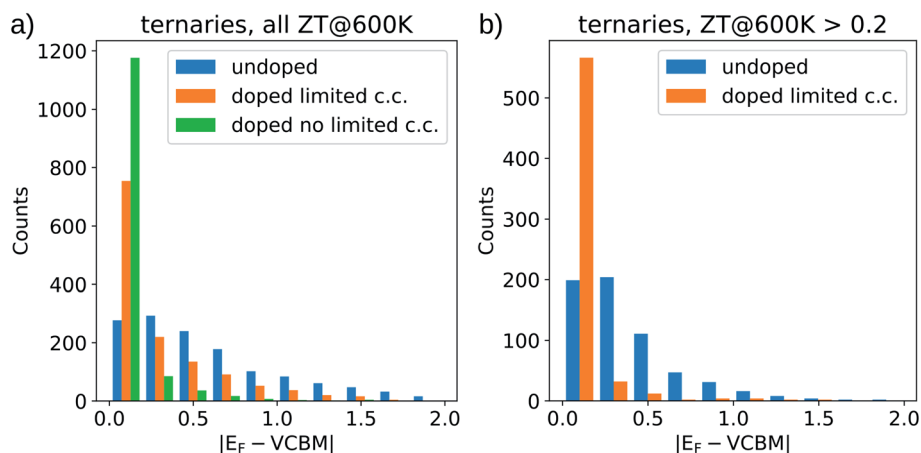 a)
ternaries, all ZT@600K
Counts
1200
1000
800
600
400
200
0
undoped
doped limited c.c.
doped no limited c.c.
0.0 0.5 1.0 1.5 2.0
|E_F − VCBM|
b)
ternaries, ZT@600K > 0.2
Counts
500
400
300
200
100
0
undoped
doped limited c.c.
0.0 0.5 1.0 1.5 2.0
|E_F − VCBM|